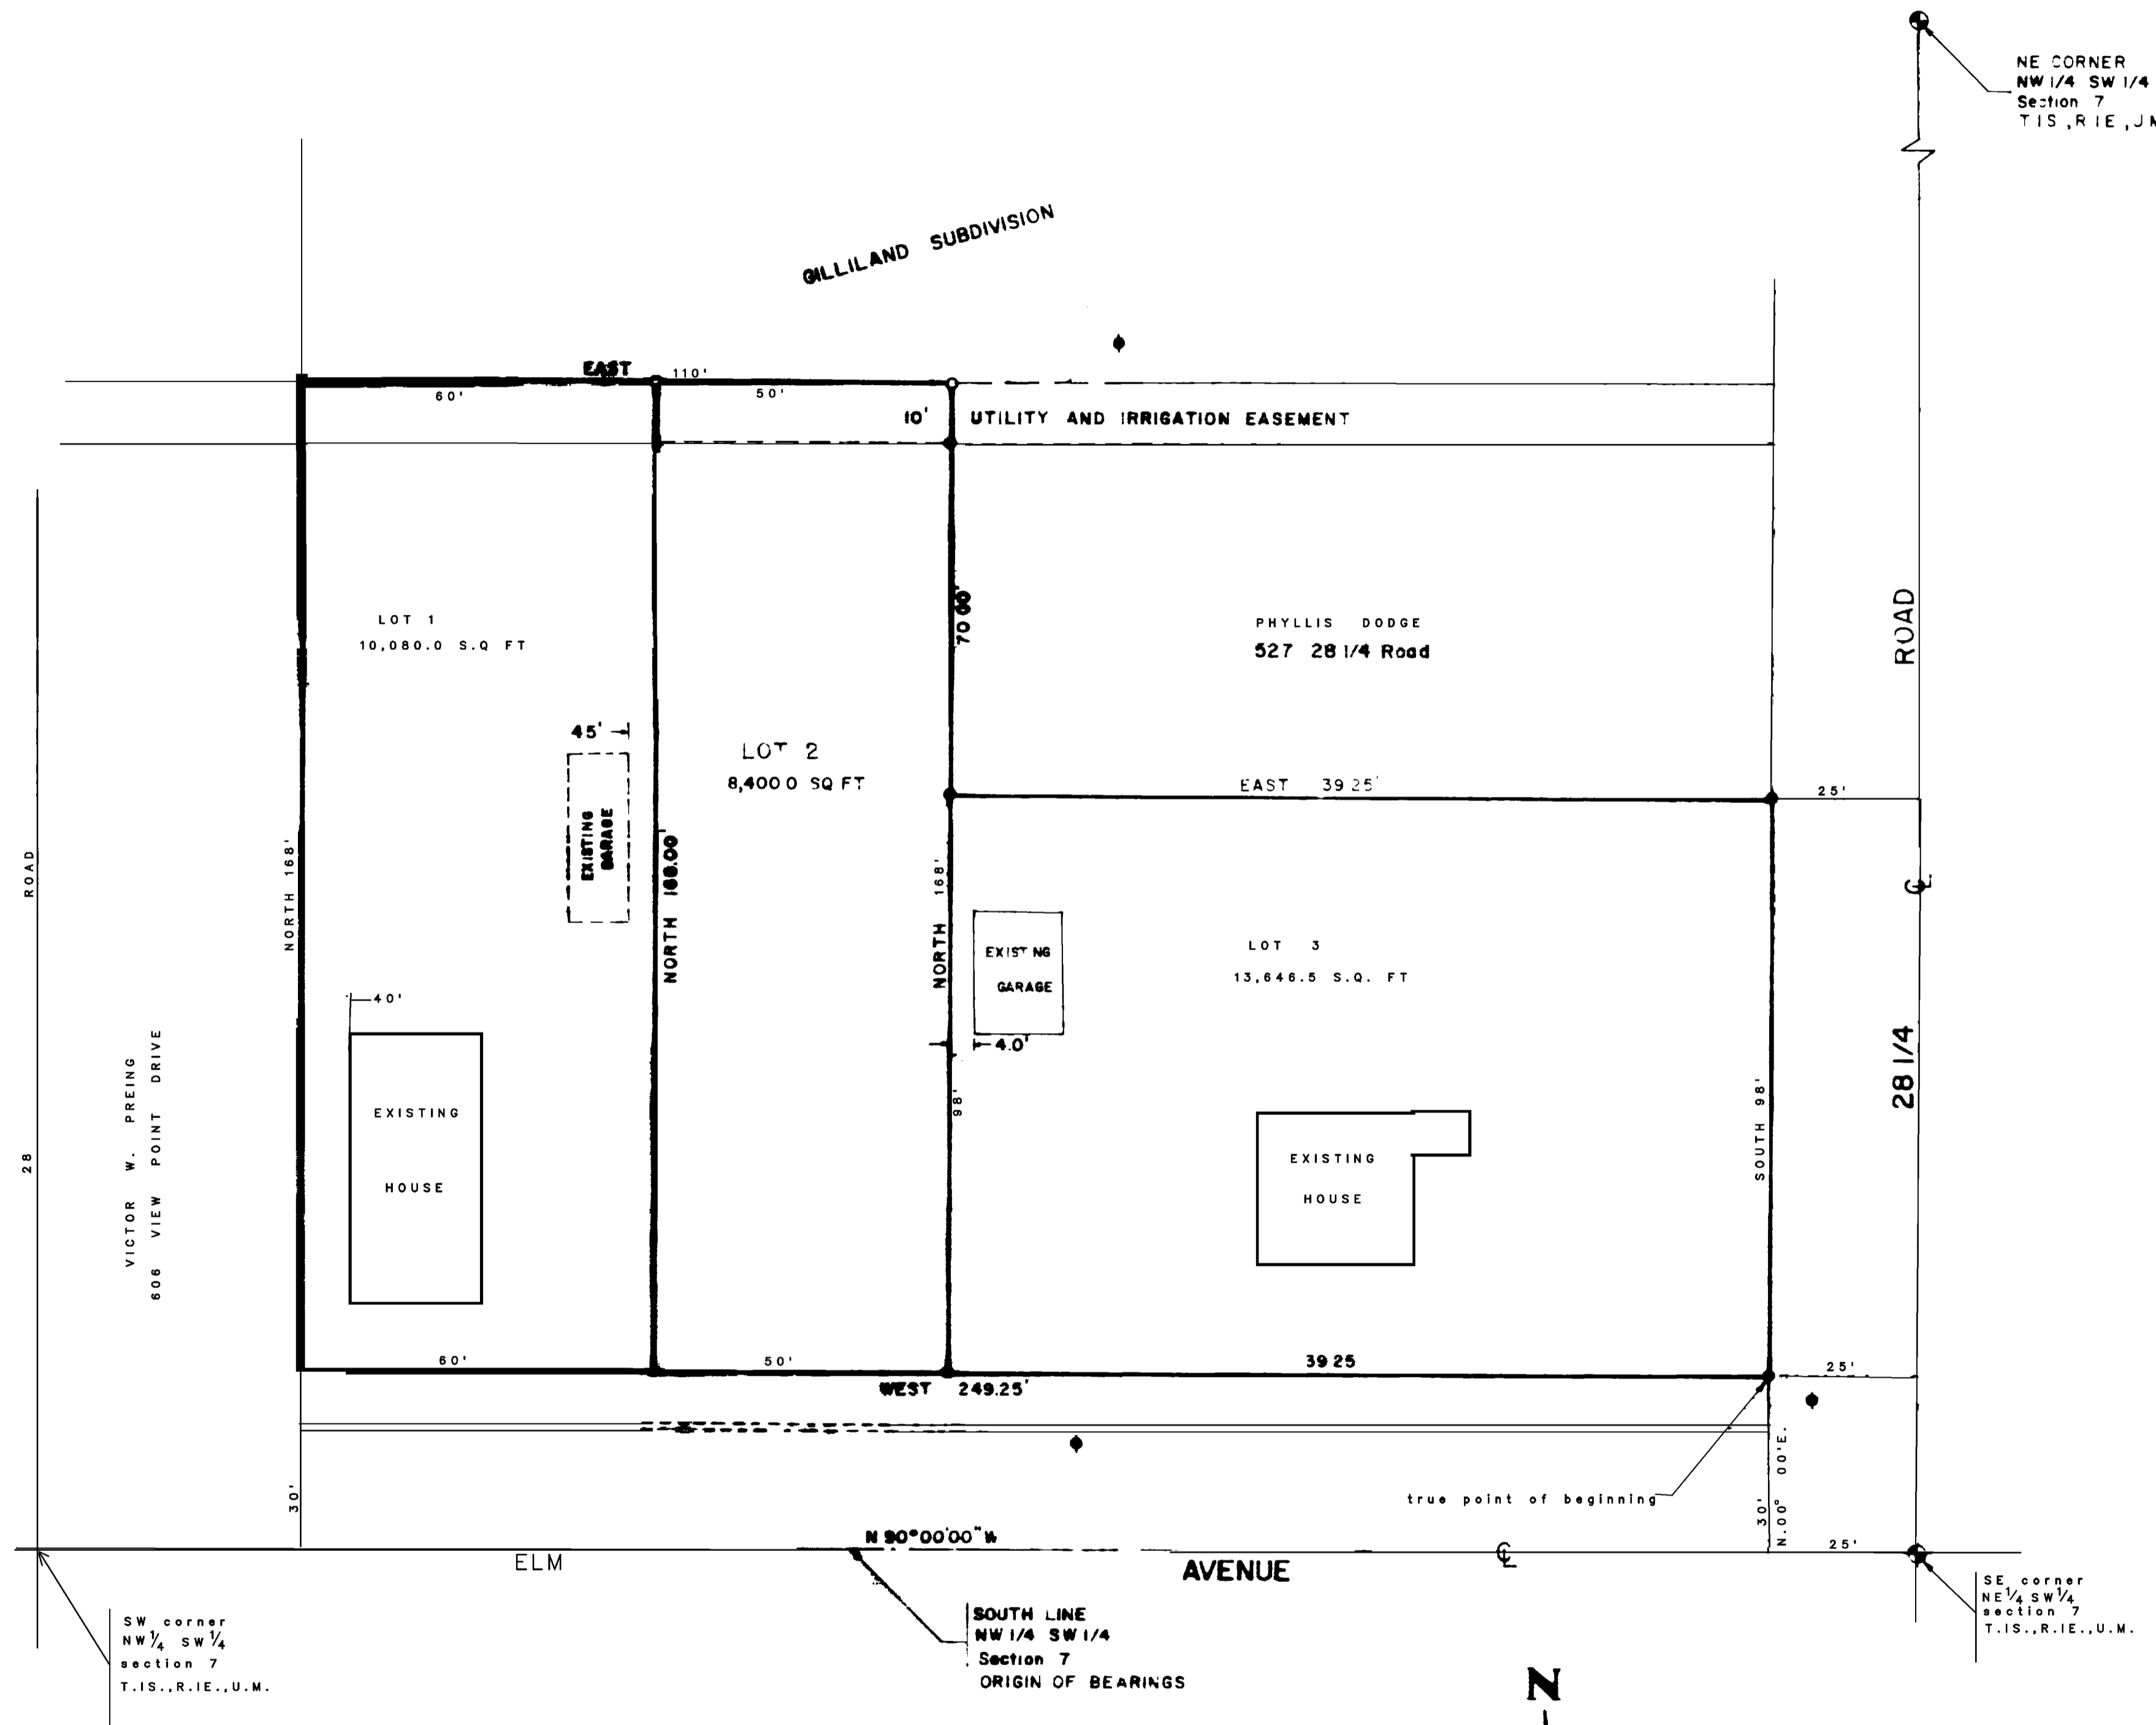 NE CORNER
NW 1/4 SW 1/4
Section 7
T1S ,R1E ,
GILLILAND SUBDIVISION
EAST 110'
60' 50'
10' UTILITY AND IRRIGATION EASEMENT
LOT 1
10,080.0 S.Q FT
70 00'
PHYLLIS DODGE
527 28 1/4 Road
45'
LOT 2
8,400 0 SQ FT
EXISTING
GARAGE
EAST 39 25'
25'
ROAD
28 1/4
NORTH 168'
NORTH 168.00'
NORTH 168'
EXISTING
GARAGE
LOT 3
13,646.5 S.Q. FT
40'
4.0'
98'
SOUTH 98'
EXISTING
HOUSE
EXISTING
HOUSE
28 ROAD
VICTOR W. PREING
606 VIEW POINT DRIVE
60' 50' 39 25
25'
WEST 249.25'
30'
true point of beginning
30'
N.00° 00'E.
N 90°00'00" W
25'
ELM AVENUE
SW corner
NW 1/4 SW 1/4
section 7
T.IS.,R.IE.,U.M.
SOUTH LINE
NW 1/4 SW 1/4
Section 7
ORIGIN OF BEARINGS
SE corner
NE 1/4 SW 1/4
section 7
T.IS.,R.IE.,U.M.
N